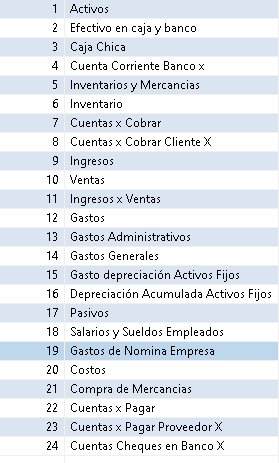 1 Activos
2 Efectivo en caja y banco
3 Caja Chica
4 Cuenta Corriente Banco x
5 Inventarios y Mercancias
6 Inventario
7 Cuentas x Cobrar
8 Cuentas x Cobrar Cliente X
9 Ingresos
10 Ventas
11 Ingresos x Ventas
12 Gastos
13 Gastos Administrativos
14 Gastos Generales
15 Gasto depreciación Activos Fijos
16 Depreciación Acumulada Activos Fijos
17 Pasivos
18 Salarios y Sueldos Empleados
19 Gastos de Nomina Empresa
20 Costos
21 Compra de Mercancias
22 Cuentas x Pagar
23 Cuentas x Pagar Proveedor X
24 Cuentas Cheques en Banco X